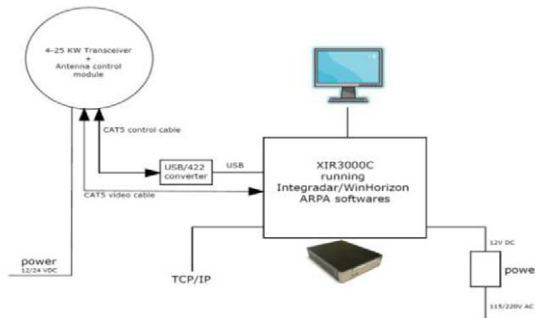 4-25 KW Transceiver
+
Antenna control
module
CAT5 control cable
USB/422
converter
USB
CAT5 video cable
XIR3000C
running
Integradar/WinHorizon
ARPA softwares
power
12/24 VDC
TCP/IP
12V DC
powe
115/220V AC